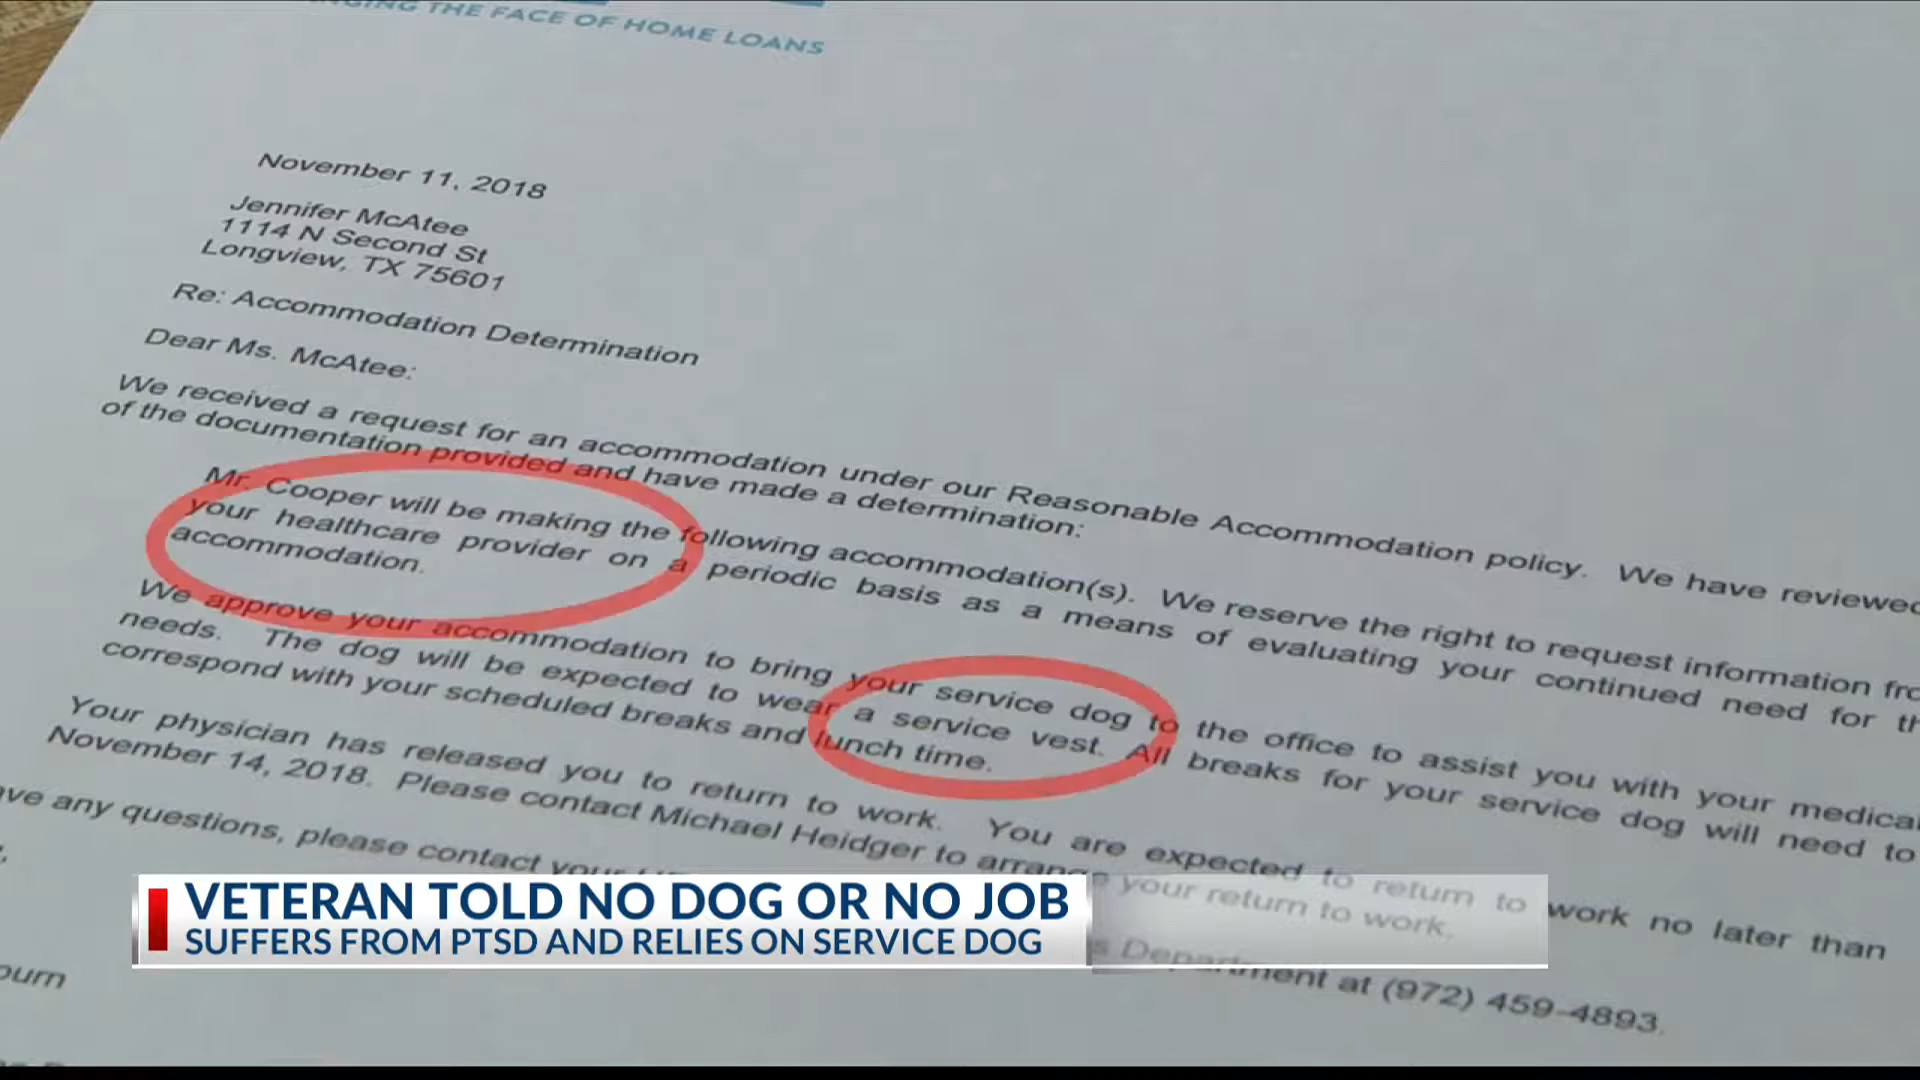 THE FACE OF HOME LOANS
November 11, 2018
Jennifer McAtee
1114 N Second St
Longview, TX 75601
Re: Accommodation Determination
Dear Ms. McAtee:
We received a request for an accommodation under our Reasonable Accommodation policy. We have reviewed
of the documentation provided and have made a determination:
Mr. Cooper will be making the following accommodation(s). We reserve the right to request information
your healthcare provider on a periodic basis as a means of evaluating your continued need for
accommodation.
We approve your accommodation to bring your service dog to the office to assist you with your medical
needs. The dog will be expected to wear a service vest. All breaks for your service dog will need to
correspond with your scheduled breaks and lunch time.
Your physician has released you to return to work. You are expected to return to work no later than
November 14, 2018. Please contact Michael Heidger to arrange your return to work.
any questions, please contact your Department at (972) 459-4893.
VETERAN TOLD NO DOG OR NO JOB
SUFFERS FROM PTSD AND RELIES ON SERVICE DOG